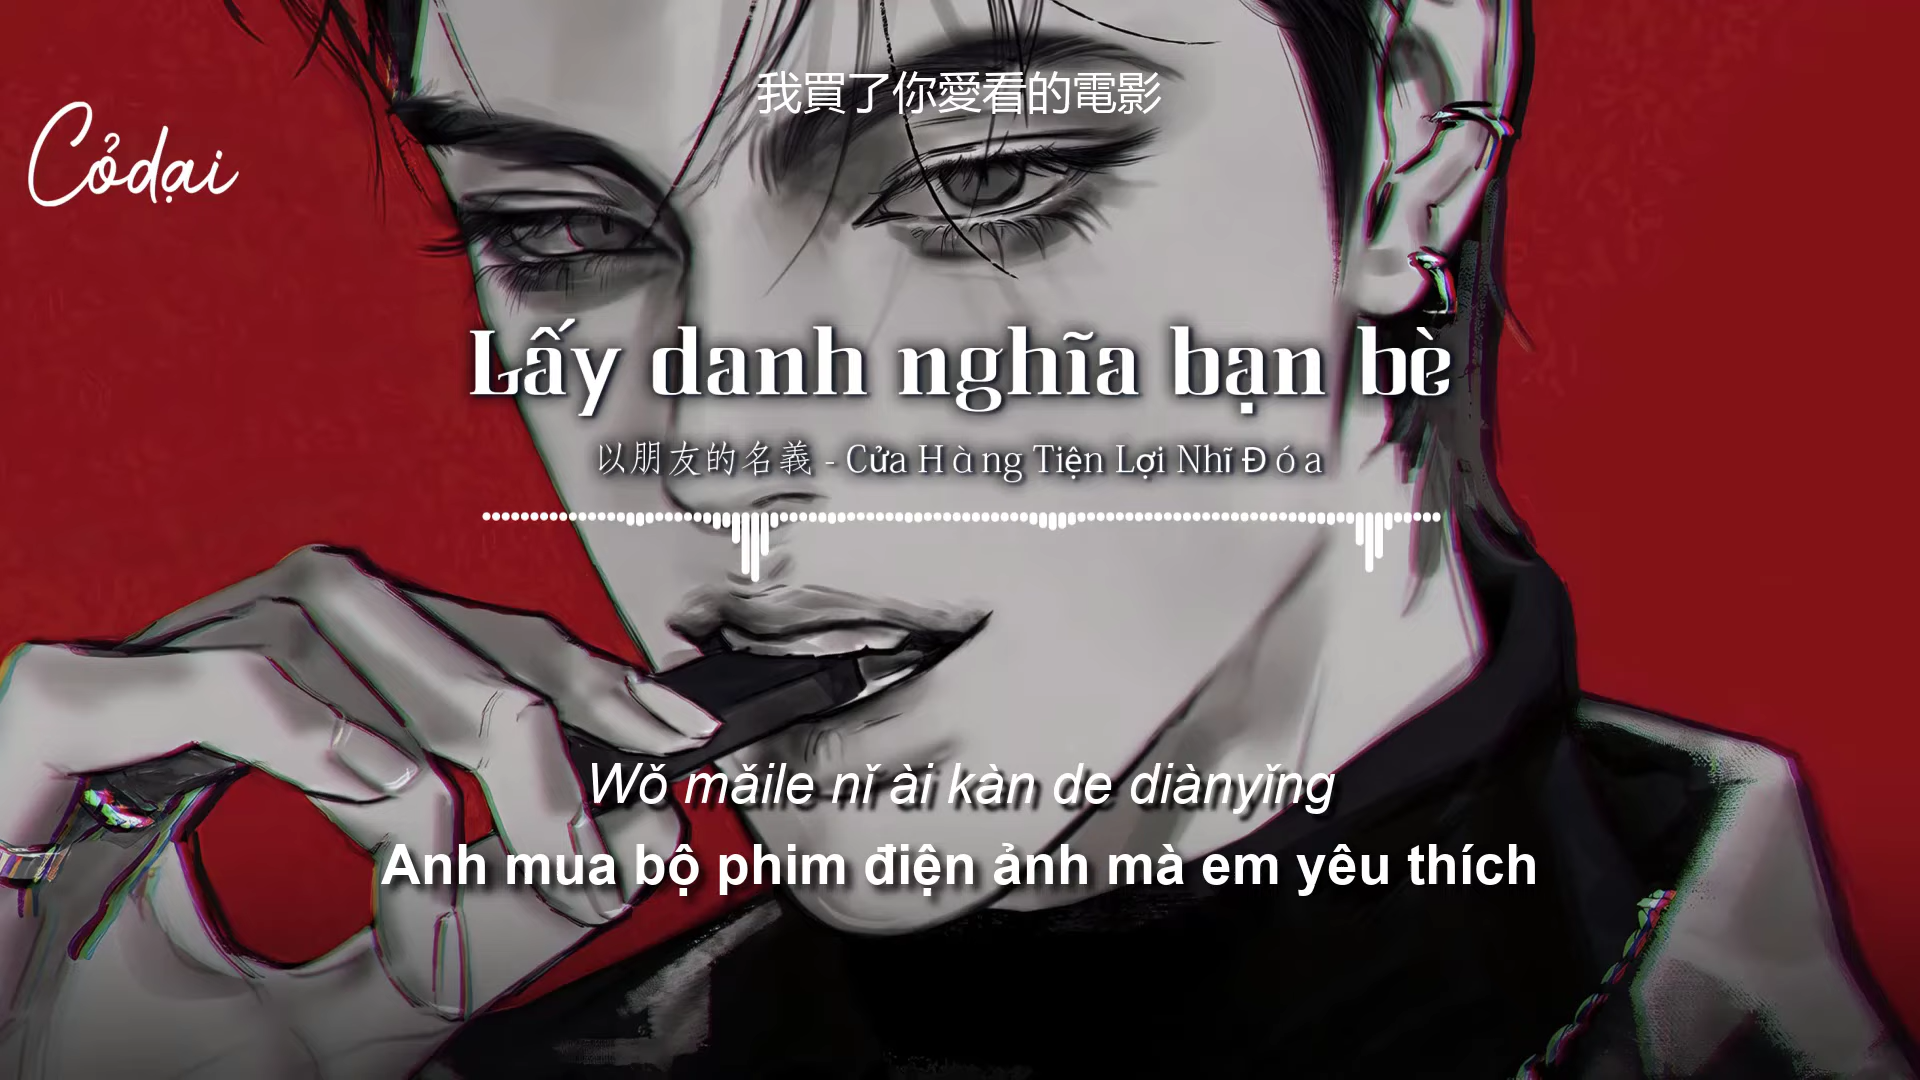 我買了你愛看的電影
Cỏdại
Lấy danh nghĩa bạn bè
以朋友的名義 - Cửa Hàng Tiện Lợi Nhĩ Đóa
Wǒ mǎile nǐ ài kàn de diànyǐng
Anh mua bộ phim điện ảnh mà em yêu thích